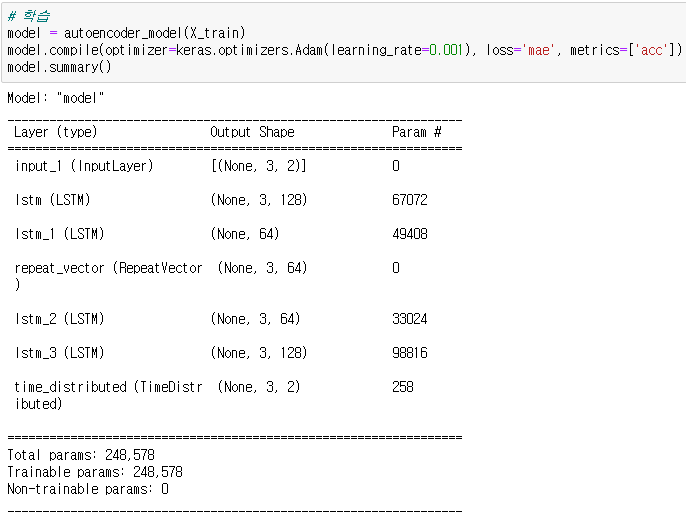 # 학습
model = autoencoder_model(X_train)
model.compile(optimizer=keras.optimizers.Adam(learning_rate=0.001), loss='mae', metrics=['acc'])
model.summary()
Model: "model"
_________________________________________________________________
Layer (type) Output Shape Param #
=================================================================
input_1 (InputLayer) [(None, 3, 2)] 0
lstm (LSTM) (None, 3, 128) 67072
lstm_1 (LSTM) (None, 64) 49408
repeat_vector (RepeatVector (None, 3, 64) 0
)
lstm_2 (LSTM) (None, 3, 64) 33024
lstm_3 (LSTM) (None, 3, 128) 98816
time_distributed (TimeDistr (None, 3, 2) 258
ibuted)
=================================================================
Total params: 248,578
Trainable params: 248,578
Non-trainable params: 0
_________________________________________________________________